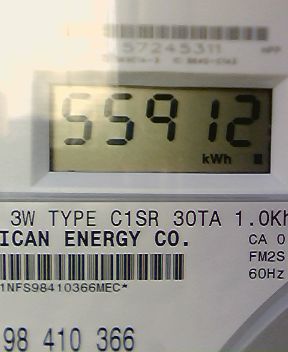 57245311
55912
kWh
3W TYPE C1SR 30TA 1.0Kh
ICAN ENERGY CO.
CA 0
FM2S
60Hz
1NFS98410366MEC*
98 410 366